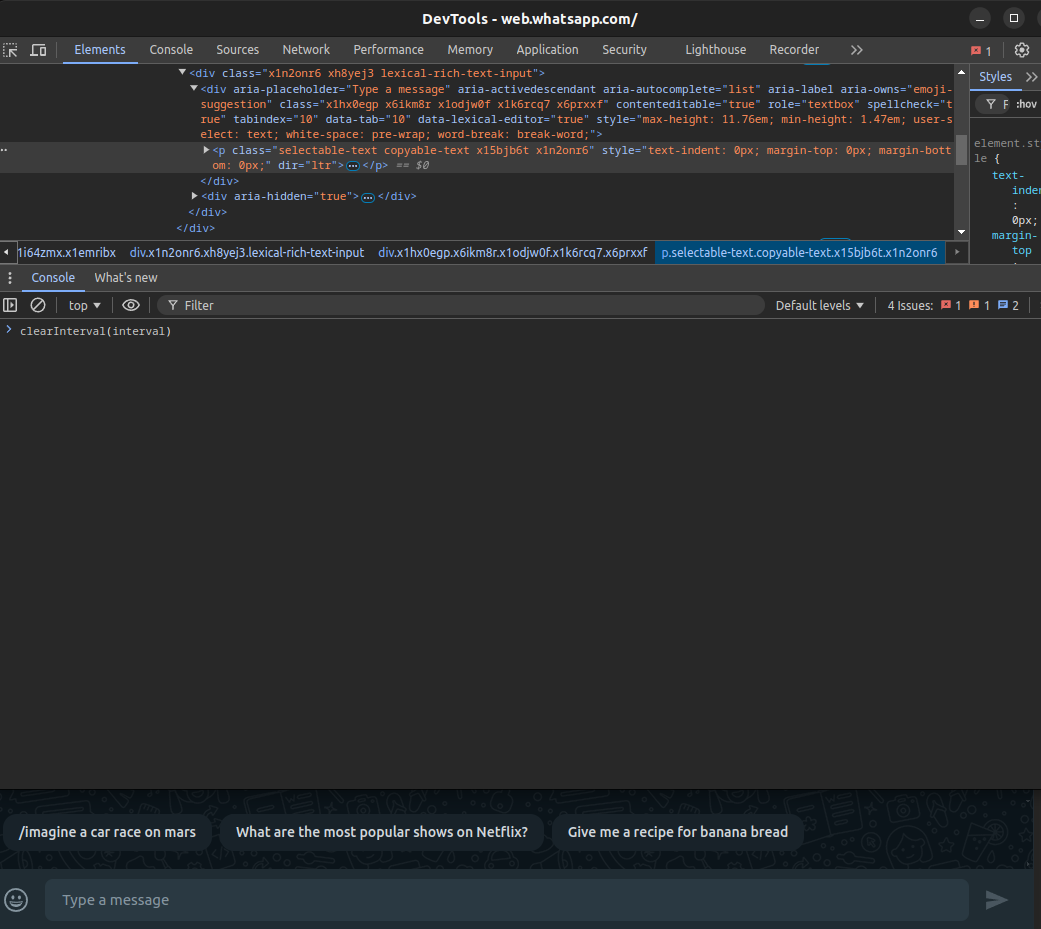 DevTools - web.whatsapp.com/
Elements Console Sources Network Performance Memory Application Security Lighthouse Recorder 1
<div class="x1n2onr6 xh8yej3 lexical-rich-text-input">
<div aria-placeholder="Type a message" aria-activedescendant aria-autocomplete="list" aria-label aria-owns="emoji-
suggestion" class="x1hx0egp x6ikm8r x1odjw0f x1k6rcq7 x6prxxf" contenteditable="true" role="textbox" spellcheck="t
rue" tabindex="10" data-tab="10" data-lexical-editor="true" style="max-height: 11.76em; min-height: 1.47em; user-s
elect: text; white-space: pre-wrap; word-break: break-word;">
<p class="selectable-text copyable-text x15bjb6t x1n2onr6" style="text-indent: 0px; margin-top: 0px; margin-bott
om: 0px;" dir="ltr">…</p> == $0
</div>
<div aria-hidden="true">…</div>
</div>
</div>
Styles
F :hov
element.sty
le {
text-
inden
:
0px;
margin-
top
:
1i64zmx.x1emribx div.x1n2onr6.xh8yej3.lexical-rich-text-input div.x1hx0egp.x6ikm8r.x1odjw0f.x1k6rcq7.x6prxxf p.selectable-text.copyable-text.x15bjb6t.x1n2onr6
Console What's new
top Filter Default levels 4 Issues: 1 1 2
> clearInterval(interval)
/imagine a car race on mars What are the most popular shows on Netflix? Give me a recipe for banana bread
Type a message